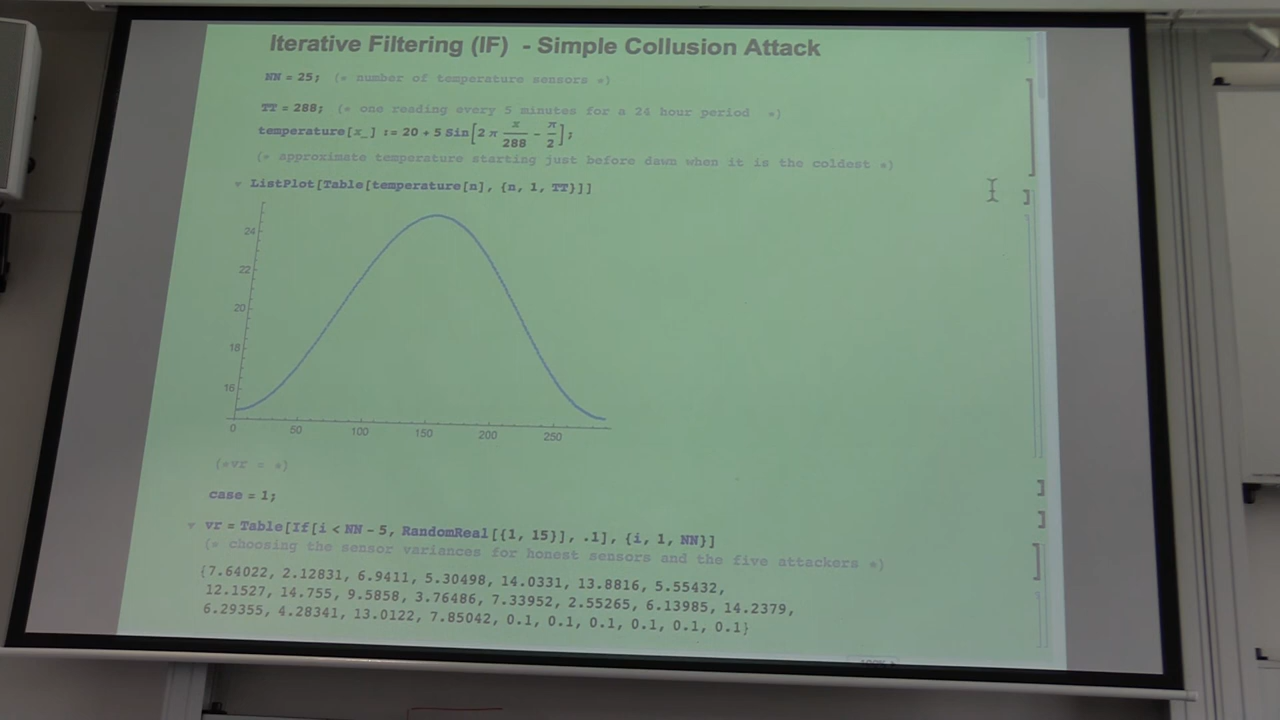 Iterative Filtering (IF) - Simple Collusion Attack
NN = 25; (* number of temperature sensors *)
TT = 288; (* one reading every 5 minutes for a 24 hour period *)
temperature[x_] := 20 + 5 Sin[2 π x/288 - π/2];
(* approximate temperature starting just before dawn when it is the coldest *)
ListPlot[Table[temperature[n], {n, 1, TT}]]
24
22
20
18
16
0 50 100 150 200 250
(*vr = *)
case = 1;
vr = Table[If[i < NN - 5, RandomReal[{1, 15}], .1], {i, 1, NN}]
(* choosing the sensor variances for honest sensors and the five attackers *)
{7.64022, 2.12831, 6.9411, 5.30498, 14.0331, 13.8816, 5.55432,
12.1527, 14.755, 9.5858, 3.76486, 7.33952, 2.55265, 6.13985, 14.2379,
6.29355, 4.28341, 13.0122, 7.85042, 0.1, 0.1, 0.1, 0.1, 0.1, 0.1}